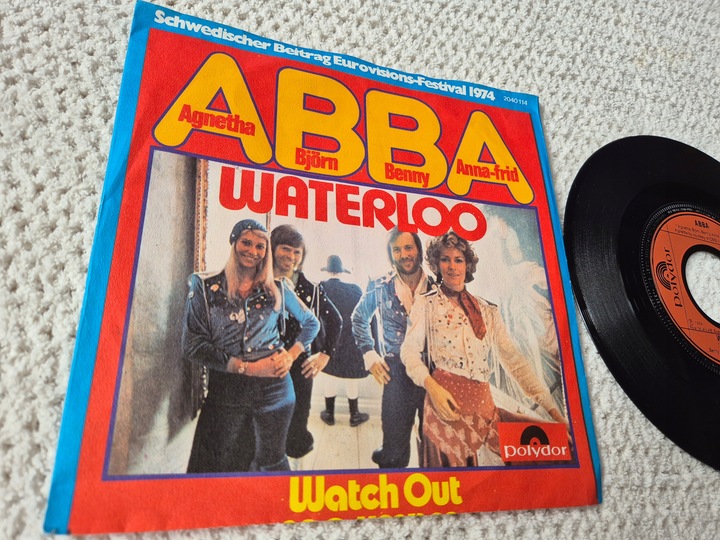 Schwedischer Beitrag Eurovisions-Festival 1974 2040 114
ABBA
Agnetha Björn Benny Anna-frid
WATERLOO
polydor
Watch Out
ABBA
polydor